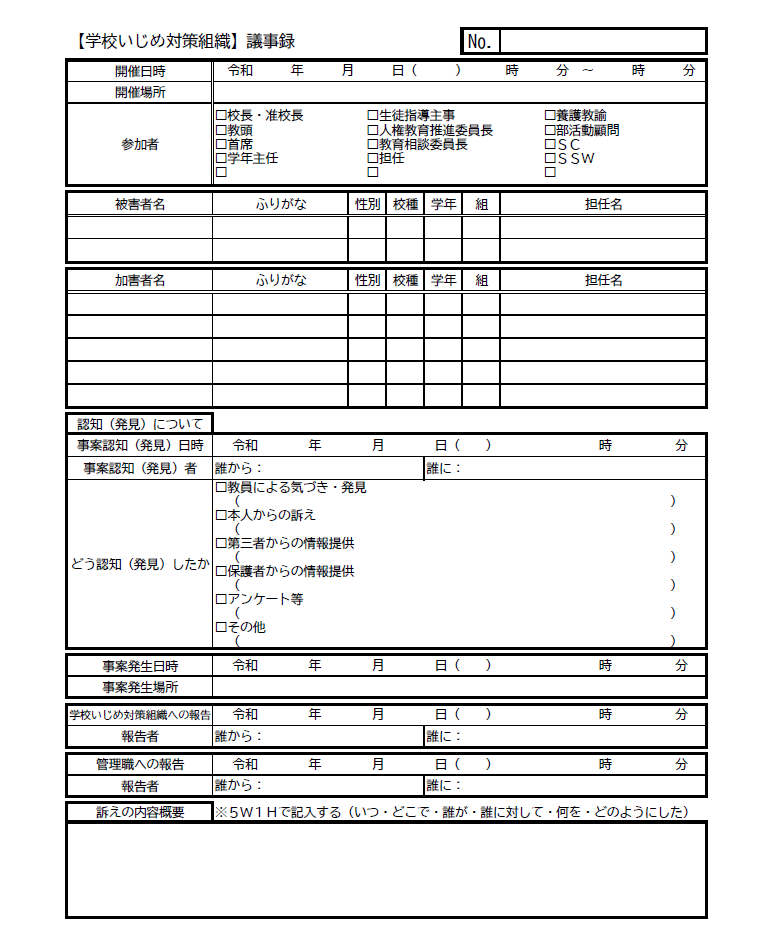 【学校いじめ対策組織】議事録 No.
開催日時 令和 年 月 日（ ） 時 分 ～ 時 分
開催場所
参加者
□校長・准校長 □生徒指導主事 □養護教諭
□教頭 □人権教育推進委員長 □部活動顧問
□首席 □教育相談委員長 □ＳＣ
□学年主任 □担任 □ＳＳＷ
□ □ □
被害者名 ふりがな 性別 校種 学年 組 担任名
加害者名 ふりがな 性別 校種 学年 組 担任名
認知（発見）について
事案認知（発見）日時 令和 年 月 日（ ） 時 分
事案認知（発見）者 誰から： 誰に：
どう認知（発見）したか
□教員による気づき・発見
（ ）
□本人からの訴え
（ ）
□第三者からの情報提供
（ ）
□保護者からの情報提供
（ ）
□アンケート等
（ ）
□その他
（ ）
事案発生日時 令和 年 月 日（ ） 時 分
事案発生場所
学校いじめ対策組織への報告 令和 年 月 日（ ） 時 分
報告者 誰から： 誰に：
管理職への報告 令和 年 月 日（ ） 時 分
報告者 誰から： 誰に：
訴えの内容概要 ※５Ｗ１Ｈで記入する（いつ・どこで・誰が・誰に対して・何を・どのようにした）